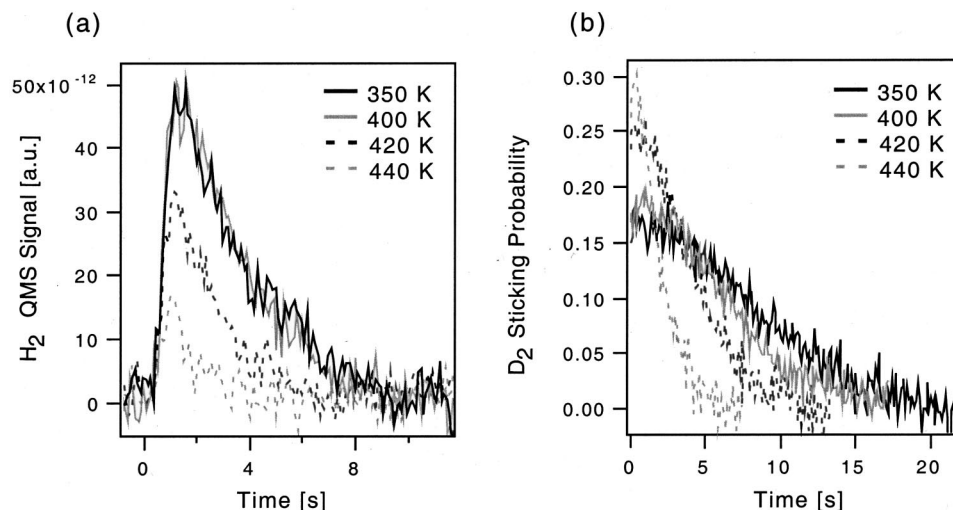 (a)
50x10 -12
40
30
20
10
0
H2 QMS Signal [a.u.]
350 K
400 K
420 K
440 K
0
4
8
Time [s]
(b)
0.30
0.25
0.20
0.15
0.10
0.05
0.00
D2 Sticking Probability
350 K
400 K
420 K
440 K
0
5
10
15
20
Time [s]